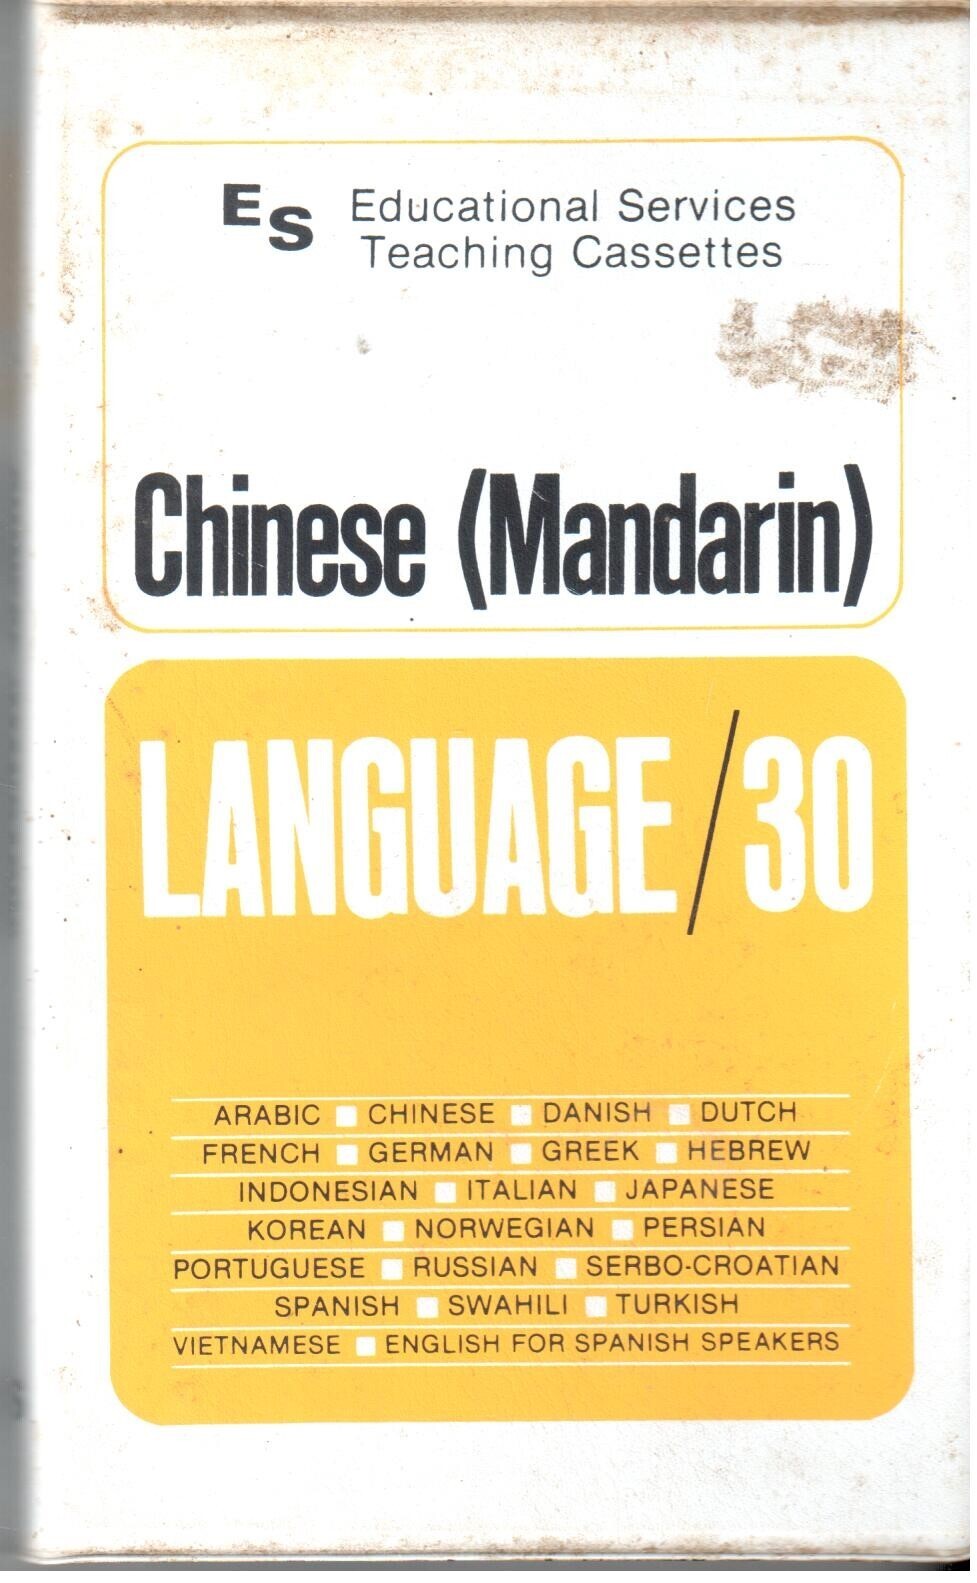 ES Educational Services
Teaching Cassettes
Chinese (Mandarin)
LANGUAGE/30
ARABIC CHINESE DANISH DUTCH
FRENCH GERMAN GREEK HEBREW
INDONESIAN ITALIAN JAPANESE
KOREAN NORWEGIAN PERSIAN
PORTUGUESE RUSSIAN SERBO-CROATIAN
SPANISH SWAHILI TURKISH
VIETNAMESE ENGLISH FOR SPANISH SPEAKERS